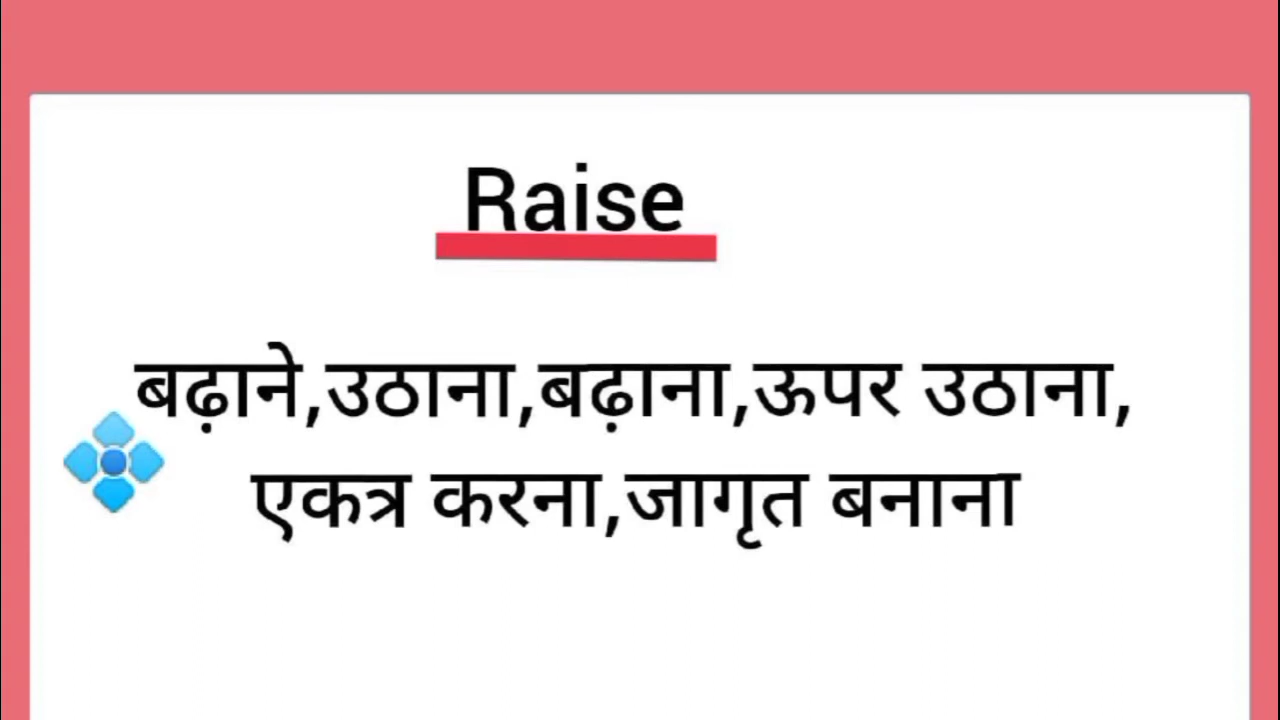 Raise
बढ़ाने,उठाना,बढ़ाना,ऊपर उठाना,
एकत्र करना,जागृत बनाना